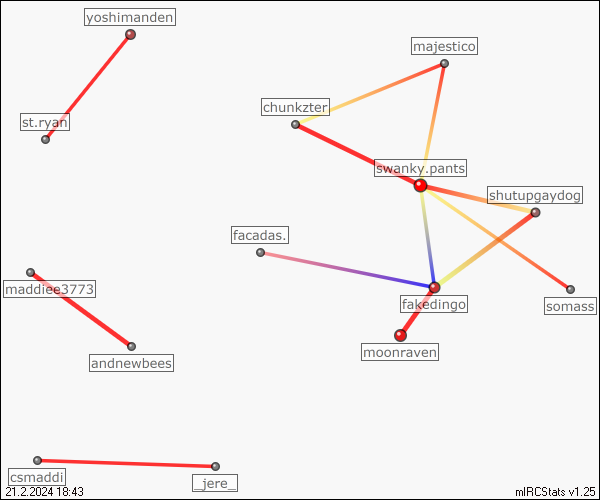 yoshimanden
majestico
chunkzter
st.ryan
swanky.pants
shutupgaydog
facadas.
maddiee3773
fakedingo
somass
moonraven
andnewbees
csmaddi
_jere_
21.2.2024 18:43
mIRCStats v1.25